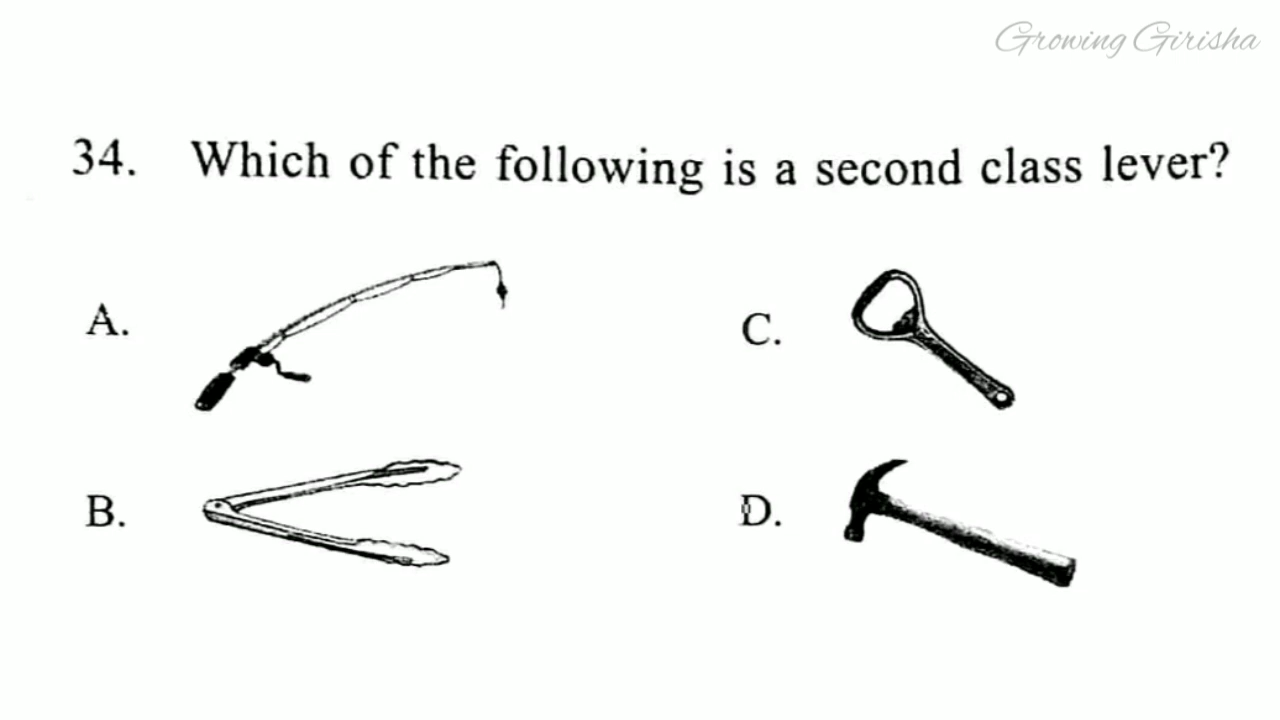 Growing Girisha
34. Which of the following is a second class lever?
A.
C.
B.
D.